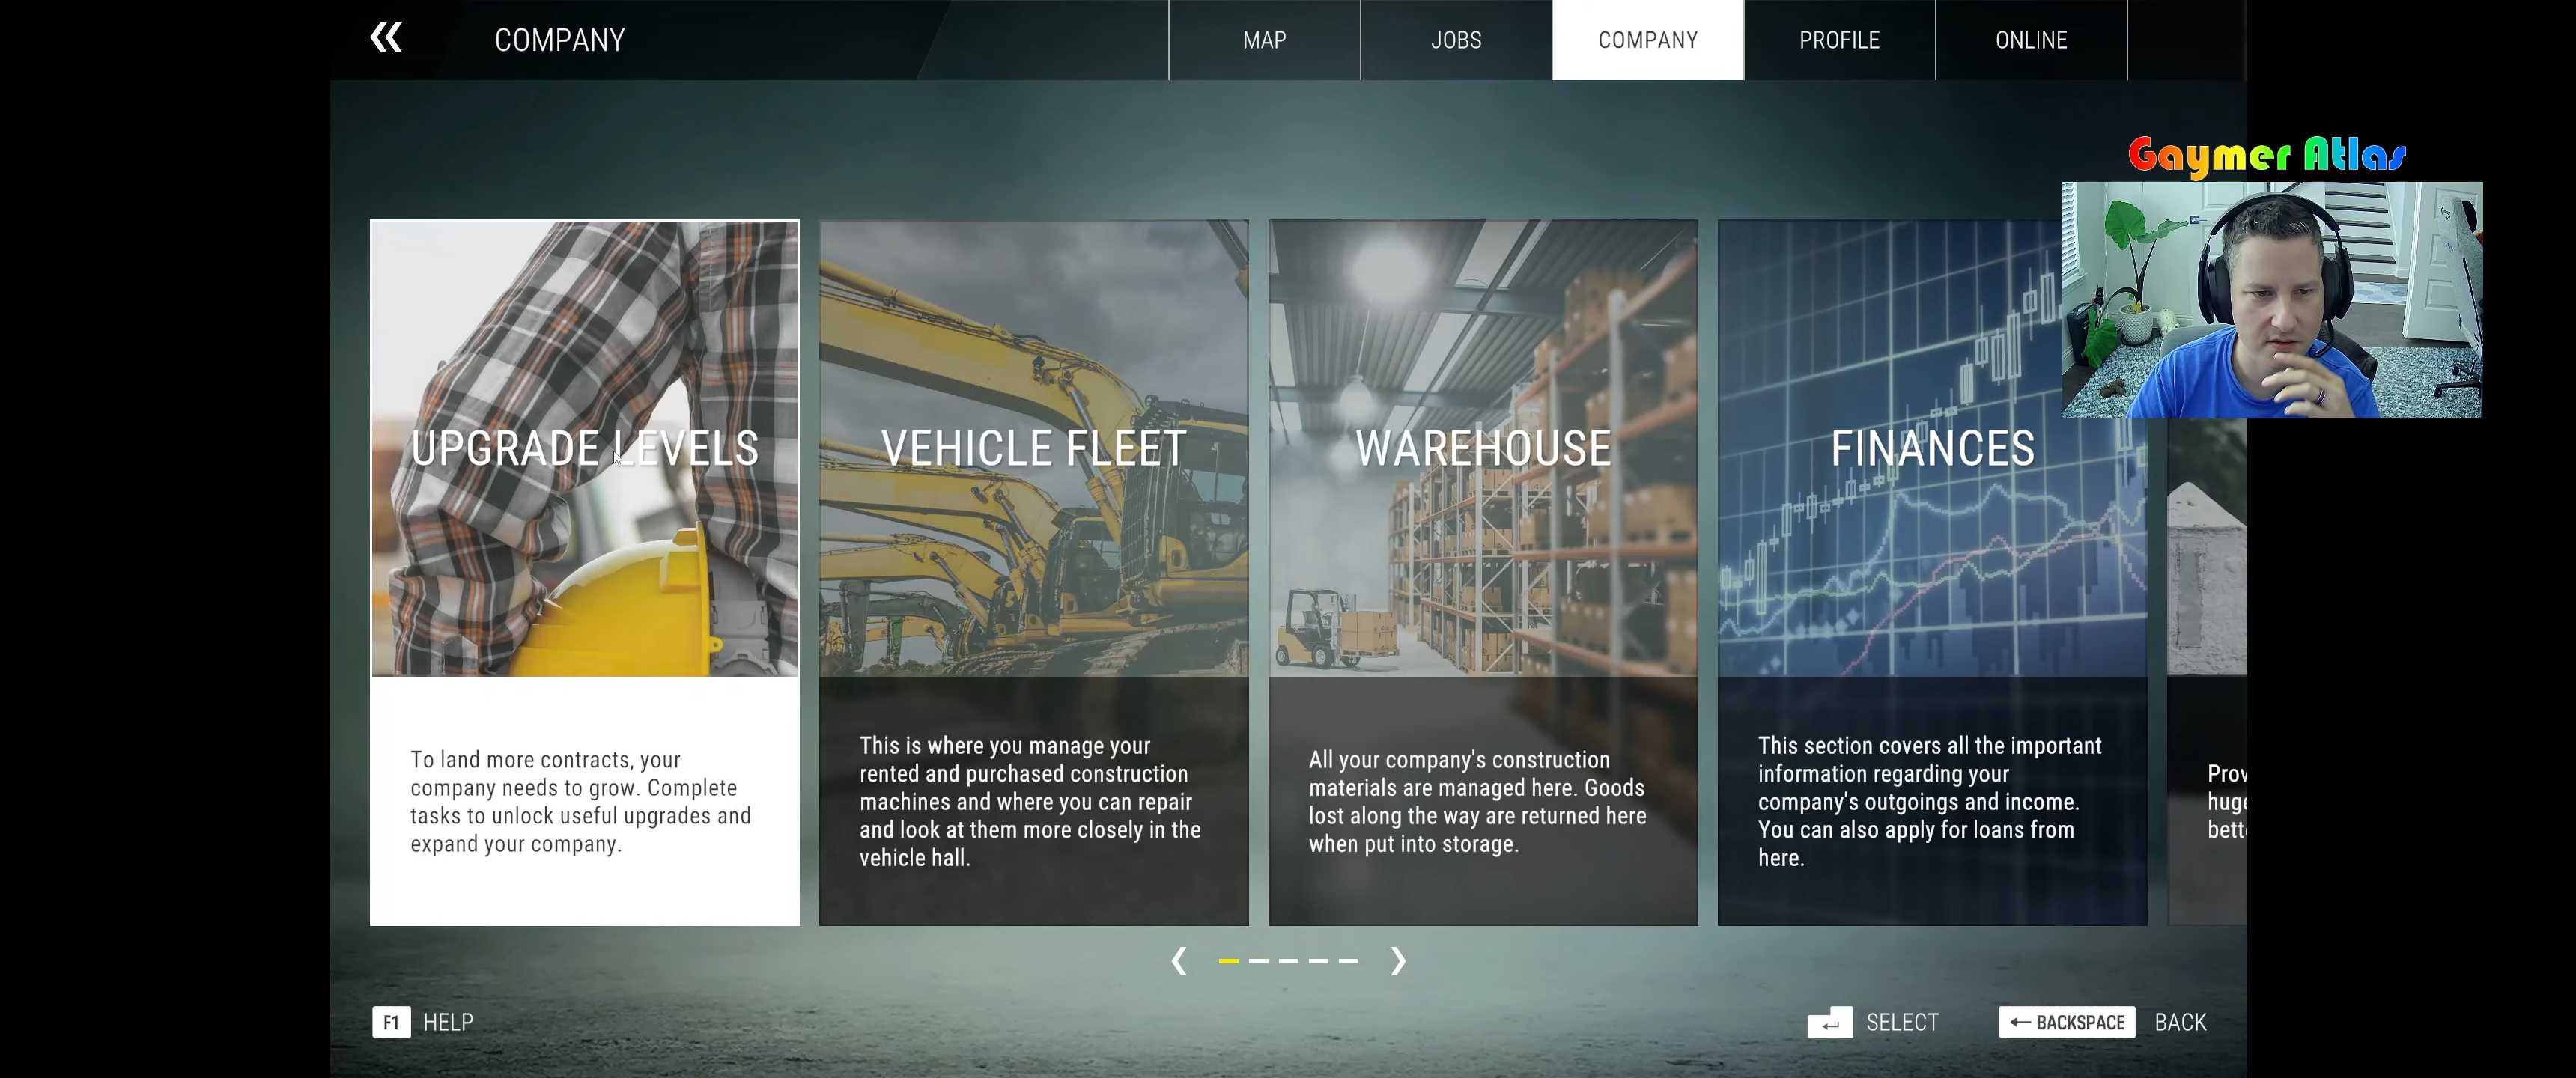 COMPANY
MAP
JOBS
COMPANY
PROFILE
ONLINE
Gaymer Atlas
UPGRADE LEVELS
To land more contracts, your
company needs to grow. Complete
tasks to unlock useful upgrades and
expand your company.
VEHICLE FLEET
This is where you manage your
rented and purchased construction
machines and where you can repair
and look at them more closely in the
vehicle hall.
WAREHOUSE
All your company's construction
materials are managed here. Goods
lost along the way are returned here
when put into storage.
FINANCES
This section covers all the important
information regarding your
company's outgoings and income.
You can also apply for loans from
here.
Prov
huge
bett
F1 HELP
SELECT
BACKSPACE BACK